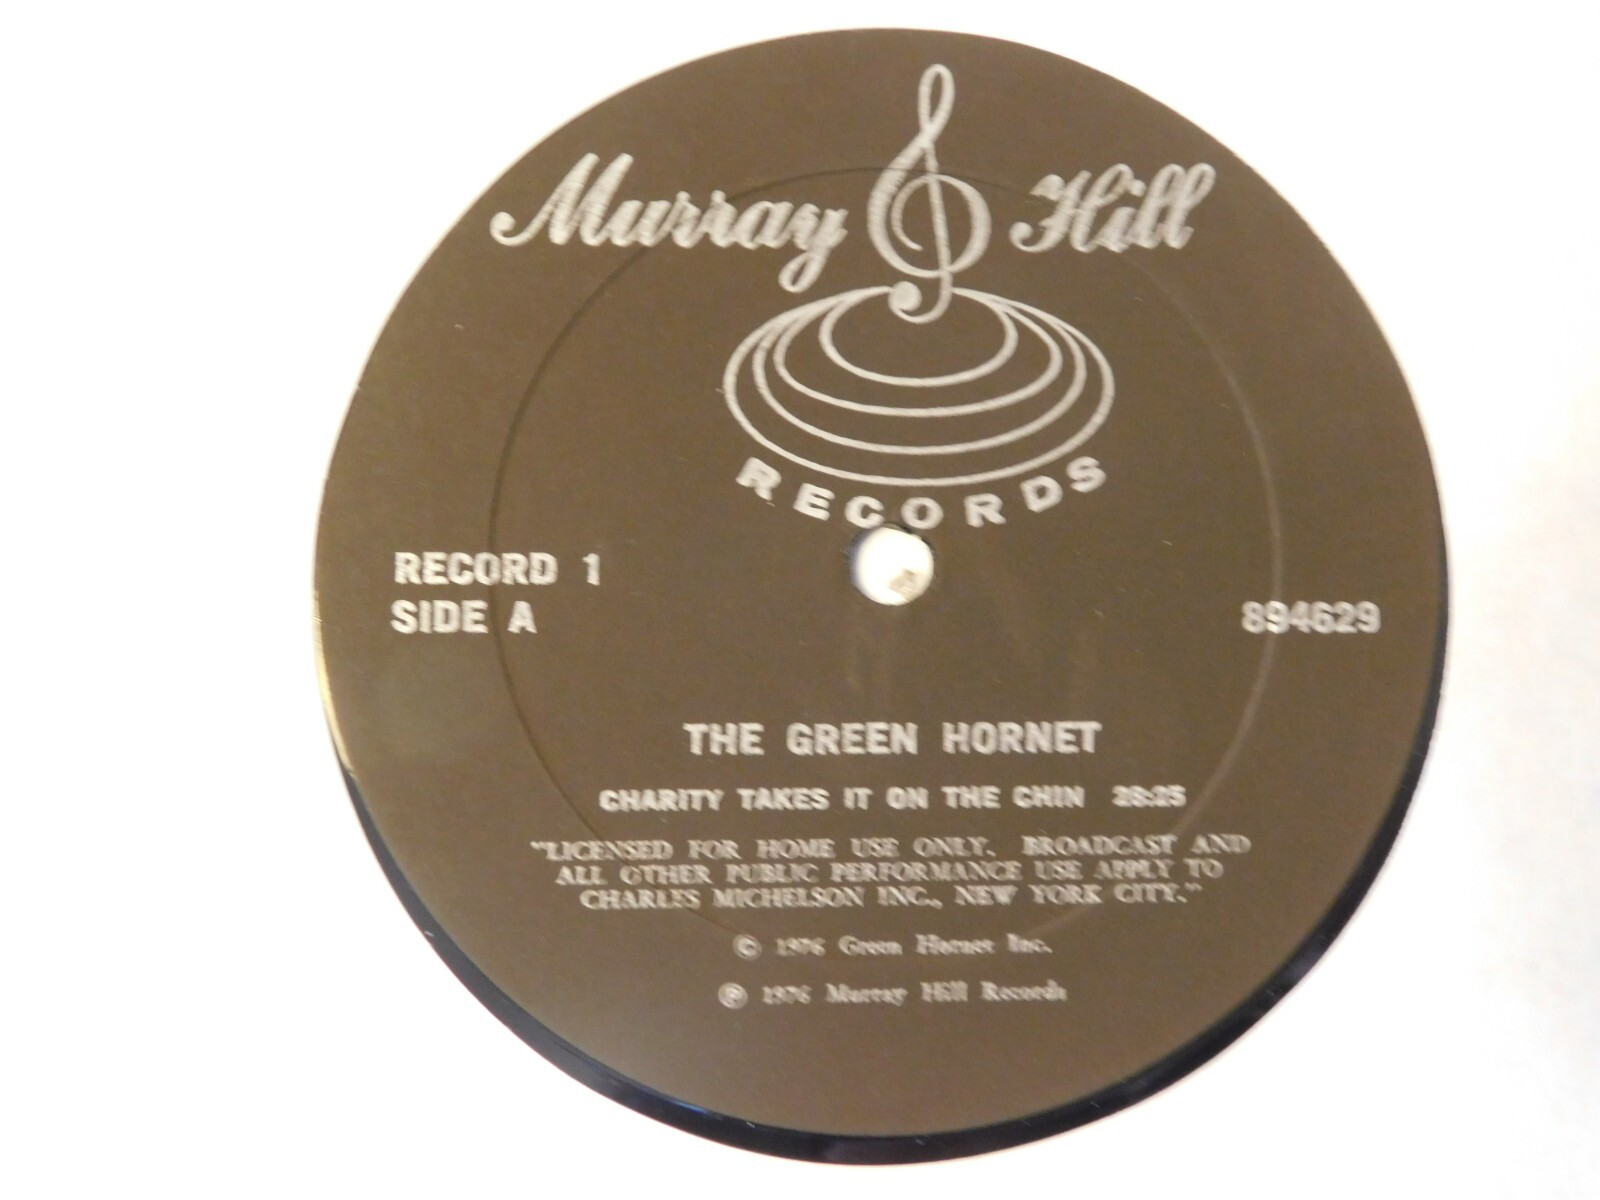 Murray Hill
RECORDS
RECORD 1
SIDE A
894629
THE GREEN HORNET
CHARITY TAKES IT ON THE CHIN 28:25
"LICENSED FOR HOME USE ONLY. BROADCAST AND
ALL OTHER PUBLIC PERFORMANCE USE APPLY TO
CHARLES MICHELSON INC., NEW YORK CITY."
© 1976 Green Hornet Inc.
℗ 1976 Murray Hill Records